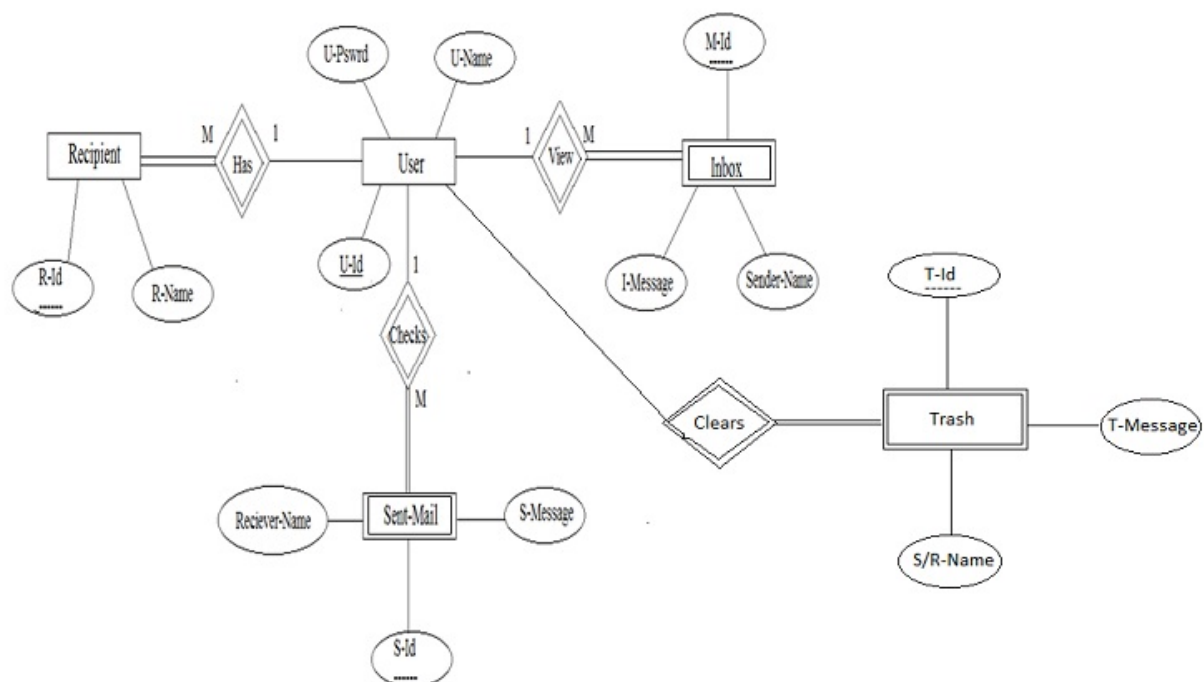 M-Id
U-Pswrd
U-Name
M
1
1
M
Recipient
Has
User
View
Inbox
R-Id
R-Name
U-Id
I-Message
Sender-Name
T-Id
1
Checks
M
Clears
Trash
T-Message
Reciever-Name
Sent-Mail
S-Message
S/R-Name
S-Id